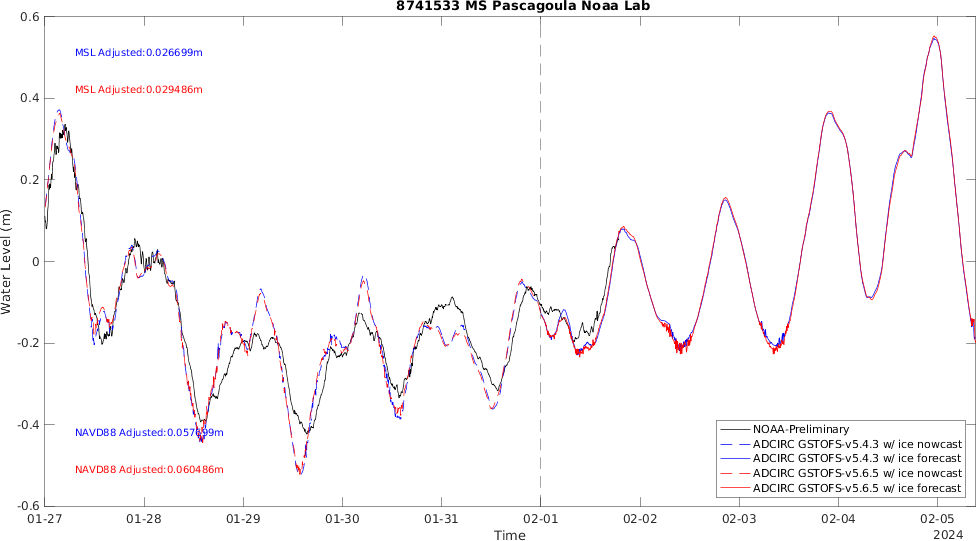 8741533 MS Pascagoula Noaa Lab
0.6
0.4
0.2
0
-0.2
-0.4
-0.6
Water Level (m)
MSL Adjusted:0.026699m
MSL Adjusted:0.029486m
NAVD88 Adjusted:0.057699m
NAVD88 Adjusted:0.060486m
NOAA-Preliminary
ADCIRC GSTOFS-v5.4.3 w/ ice nowcast
ADCIRC GSTOFS-v5.4.3 w/ ice forecast
ADCIRC GSTOFS-v5.6.5 w/ ice nowcast
ADCIRC GSTOFS-v5.6.5 w/ ice forecast
01-27 01-28 01-29 01-30 01-31 02-01 02-02 02-03 02-04 02-05
Time
2024